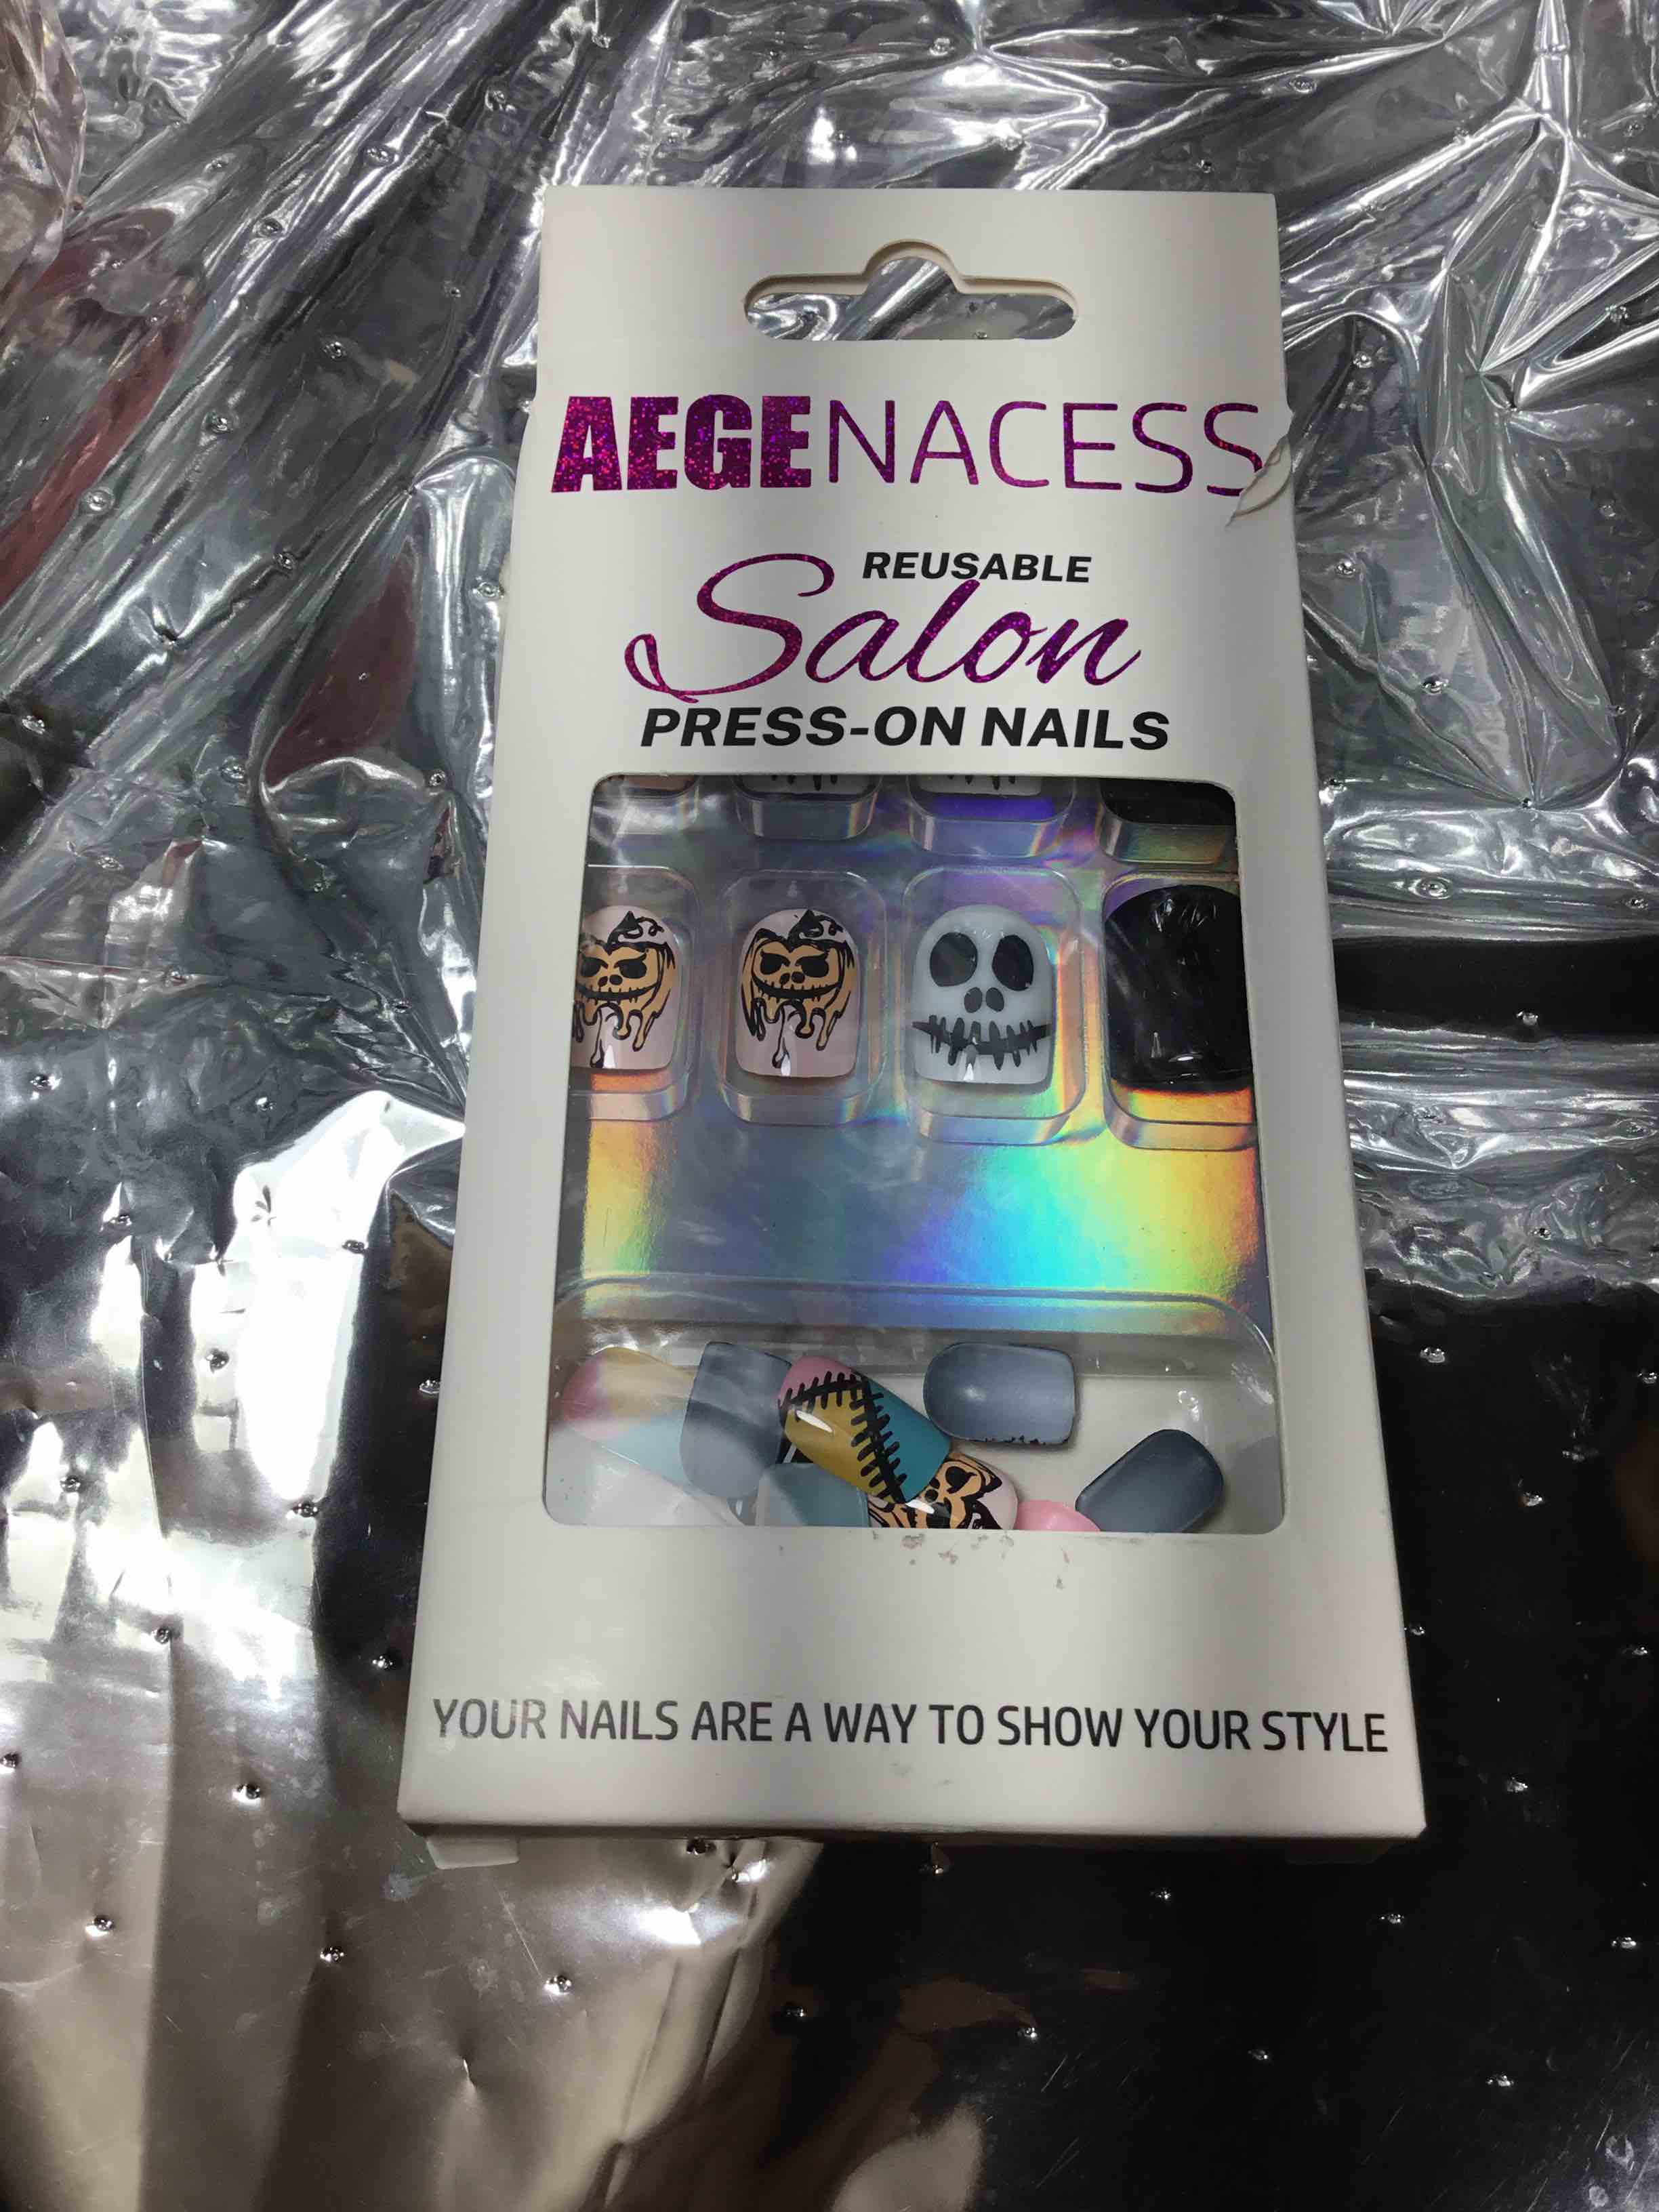 AEGENACESS
REUSABLE
Salon
PRESS-ON NAILS
YOUR NAILS ARE A WAY TO SHOW YOUR STYLE